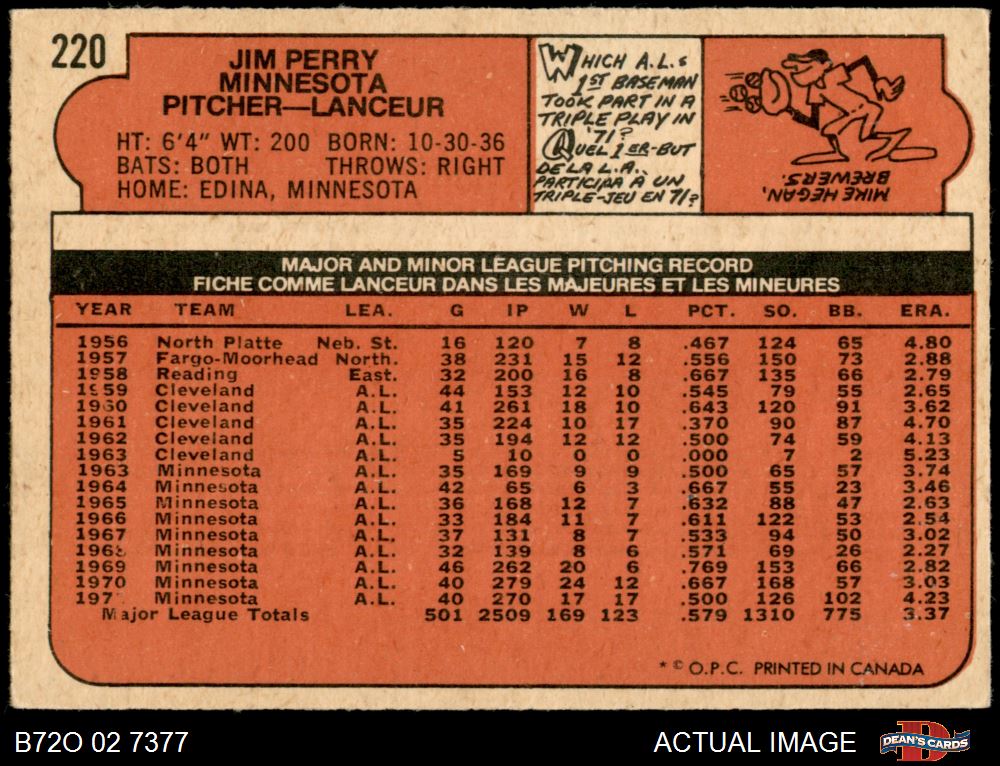 220
JIM PERRY
MINNESOTA
PITCHER—LANCEUR
HT: 6'4" WT: 200 BORN: 10-30-36
BATS: BOTH THROWS: RIGHT
HOME: EDINA, MINNESOTA
WHICH A.L.s
1ST BASEMAN
TOOK PART IN A
TRIPLE PLAY IN
'71?
QUEL 1ER-BUT
DE LA L.A.
PARTICIPA A UN
TRIPLE-JEU EN 71?
MIKE HEGAN,
BREWERS.
MAJOR AND MINOR LEAGUE PITCHING RECORD
FICHE COMME LANCEUR DANS LES MAJEURES ET LES MINEURES
YEAR TEAM LEA. G IP W L PCT. SO. BB. ERA.
1956 North Platte Neb. St. 16 120 7 8 .467 124 65 4.80
1957 Fargo-Moorhead North. 38 231 15 12 .556 150 73 2.88
1958 Reading East. 32 200 16 8 .667 135 66 2.79
1959 Cleveland A.L. 44 153 12 10 .545 79 55 2.65
1960 Cleveland A.L. 41 261 18 10 .643 120 91 3.62
1961 Cleveland A.L. 35 224 10 17 .370 90 87 4.70
1962 Cleveland A.L. 35 194 12 12 .500 74 59 4.13
1963 Cleveland A.L. 5 10 0 0 .000 7 2 5.23
1963 Minnesota A.L. 35 169 9 9 .500 65 57 3.74
1964 Minnesota A.L. 42 65 6 3 .667 55 23 3.46
1965 Minnesota A.L. 36 168 12 7 .632 88 47 2.63
1966 Minnesota A.L. 33 184 11 7 .611 122 53 2.54
1967 Minnesota A.L. 37 131 8 7 .533 94 50 3.02
1968 Minnesota A.L. 32 139 8 6 .571 69 26 2.27
1969 Minnesota A.L. 46 262 20 6 .769 153 66 2.82
1970 Minnesota A.L. 40 279 24 12 .667 168 57 3.03
197 Minnesota A.L. 40 270 17 17 .500 126 102 4.23
Major League Totals 501 2509 169 123 .579 1310 775 3.37
* © O.P.C. PRINTED IN CANADA
B72O 02 7377 ACTUAL IMAGE D DEAN'S CARDS